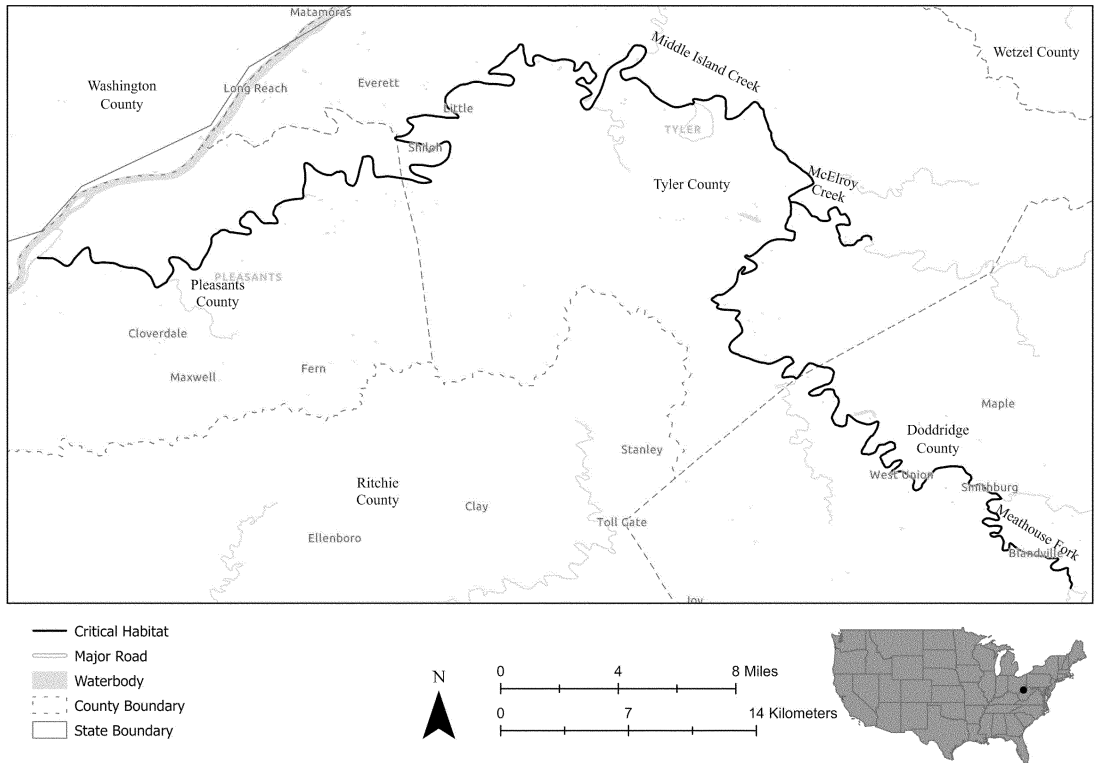 Matamoras
Middle Island Creek
Wetzel County
Washington
County
Long Reach
Everett
Little
TYLER
Shiloh
Tyler County
McElroy
Creek
PLEASANTS
Pleasants
County
Cloverdale
Maxwell
Fern
Maple
Doddridge
County
Stanley
West Union
Ritchie
County
Smithburg
Clay
Toll Gate
Meathouse Fork
Ellenboro
Blandville
Joy
Critical Habitat
Major Road
Waterbody
County Boundary
State Boundary
N
0 4 8 Miles
0 7 14 Kilometers